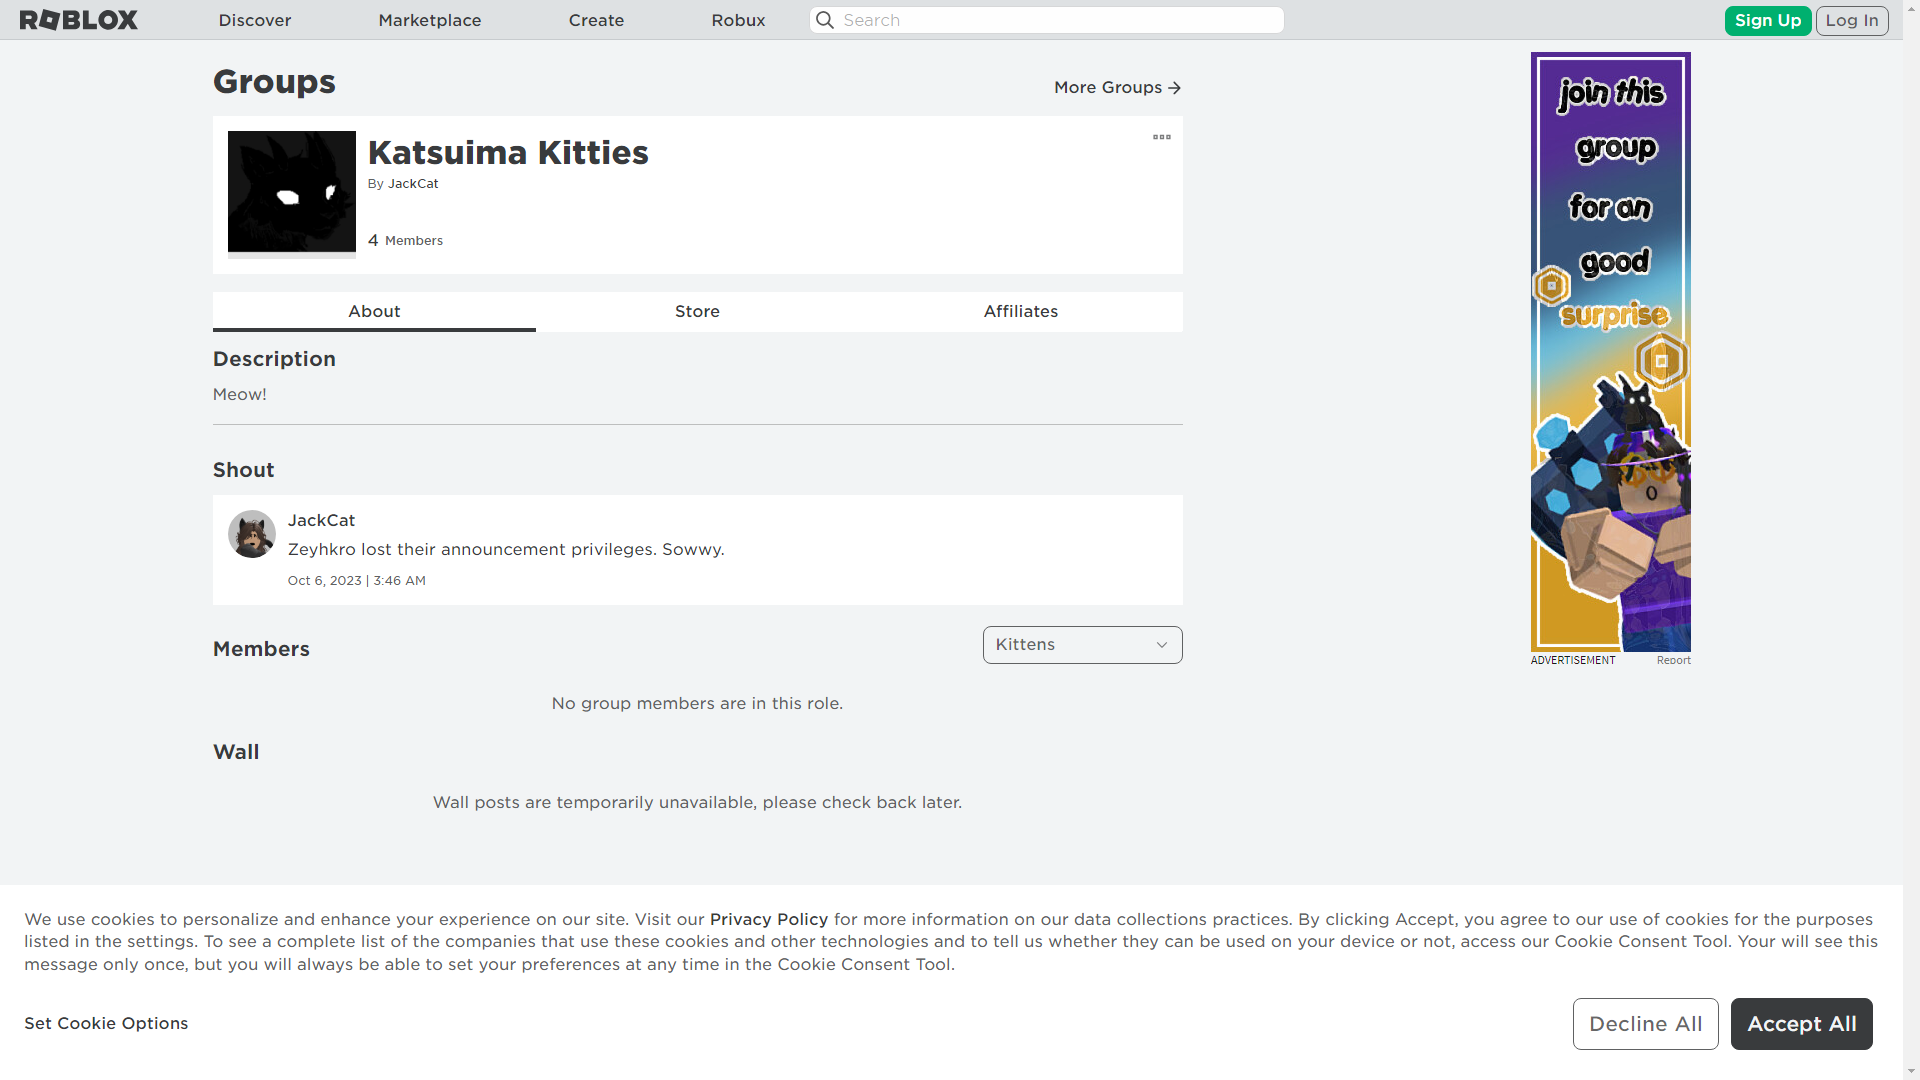 ROBLOX
Discover
Marketplace
Create
Robux
Search
Sign Up
Log In
Groups
More Groups
Katsuima Kitties
By JackCat
4 Members
About
Store
Affiliates
Description
Meow!
Shout
JackCat
Zeyhkro lost their announcement privileges. Sowwy.
Oct 6, 2023 | 3:46 AM
Members
Kittens
No group members are in this role.
Wall
Wall posts are temporarily unavailable, please check back later.
join this
group
for an
good
surprise
ADVERTISEMENT
Report
We use cookies to personalize and enhance your experience on our site. Visit our Privacy Policy for more information on our data collections practices. By clicking Accept, you agree to our use of cookies for the purposes
listed in the settings. To see a complete list of the companies that use these cookies and other technologies and to tell us whether they can be used on your device or not, access our Cookie Consent Tool. Your will see this
message only once, but you will always be able to set your preferences at any time in the Cookie Consent Tool.
Set Cookie Options
Decline All
Accept All